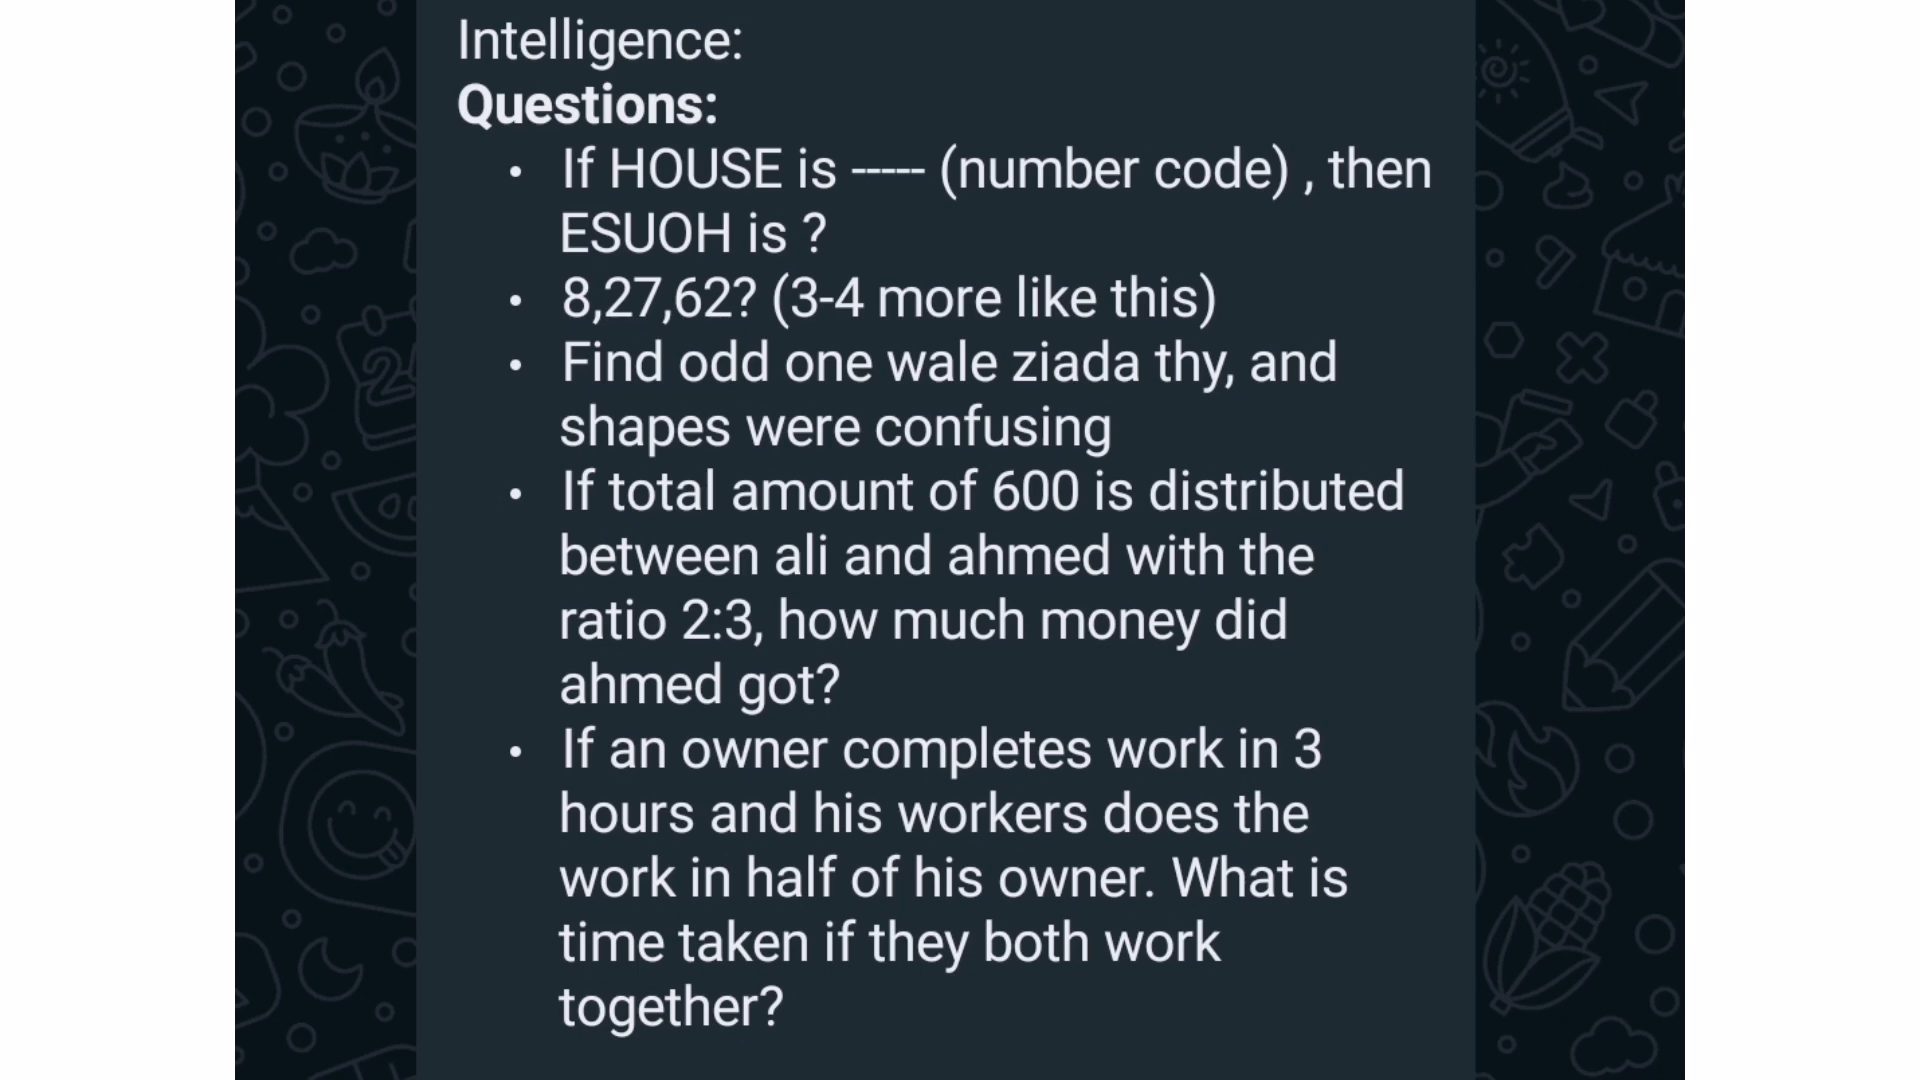 Intelligence:
Questions:
• If HOUSE is ----- (number code) , then
ESUOH is ?
• 8,27,62? (3-4 more like this)
• Find odd one wale ziada thy, and
shapes were confusing
• If total amount of 600 is distributed
between ali and ahmed with the
ratio 2:3, how much money did
ahmed got?
• If an owner completes work in 3
hours and his workers does the
work in half of his owner. What is
time taken if they both work
together?